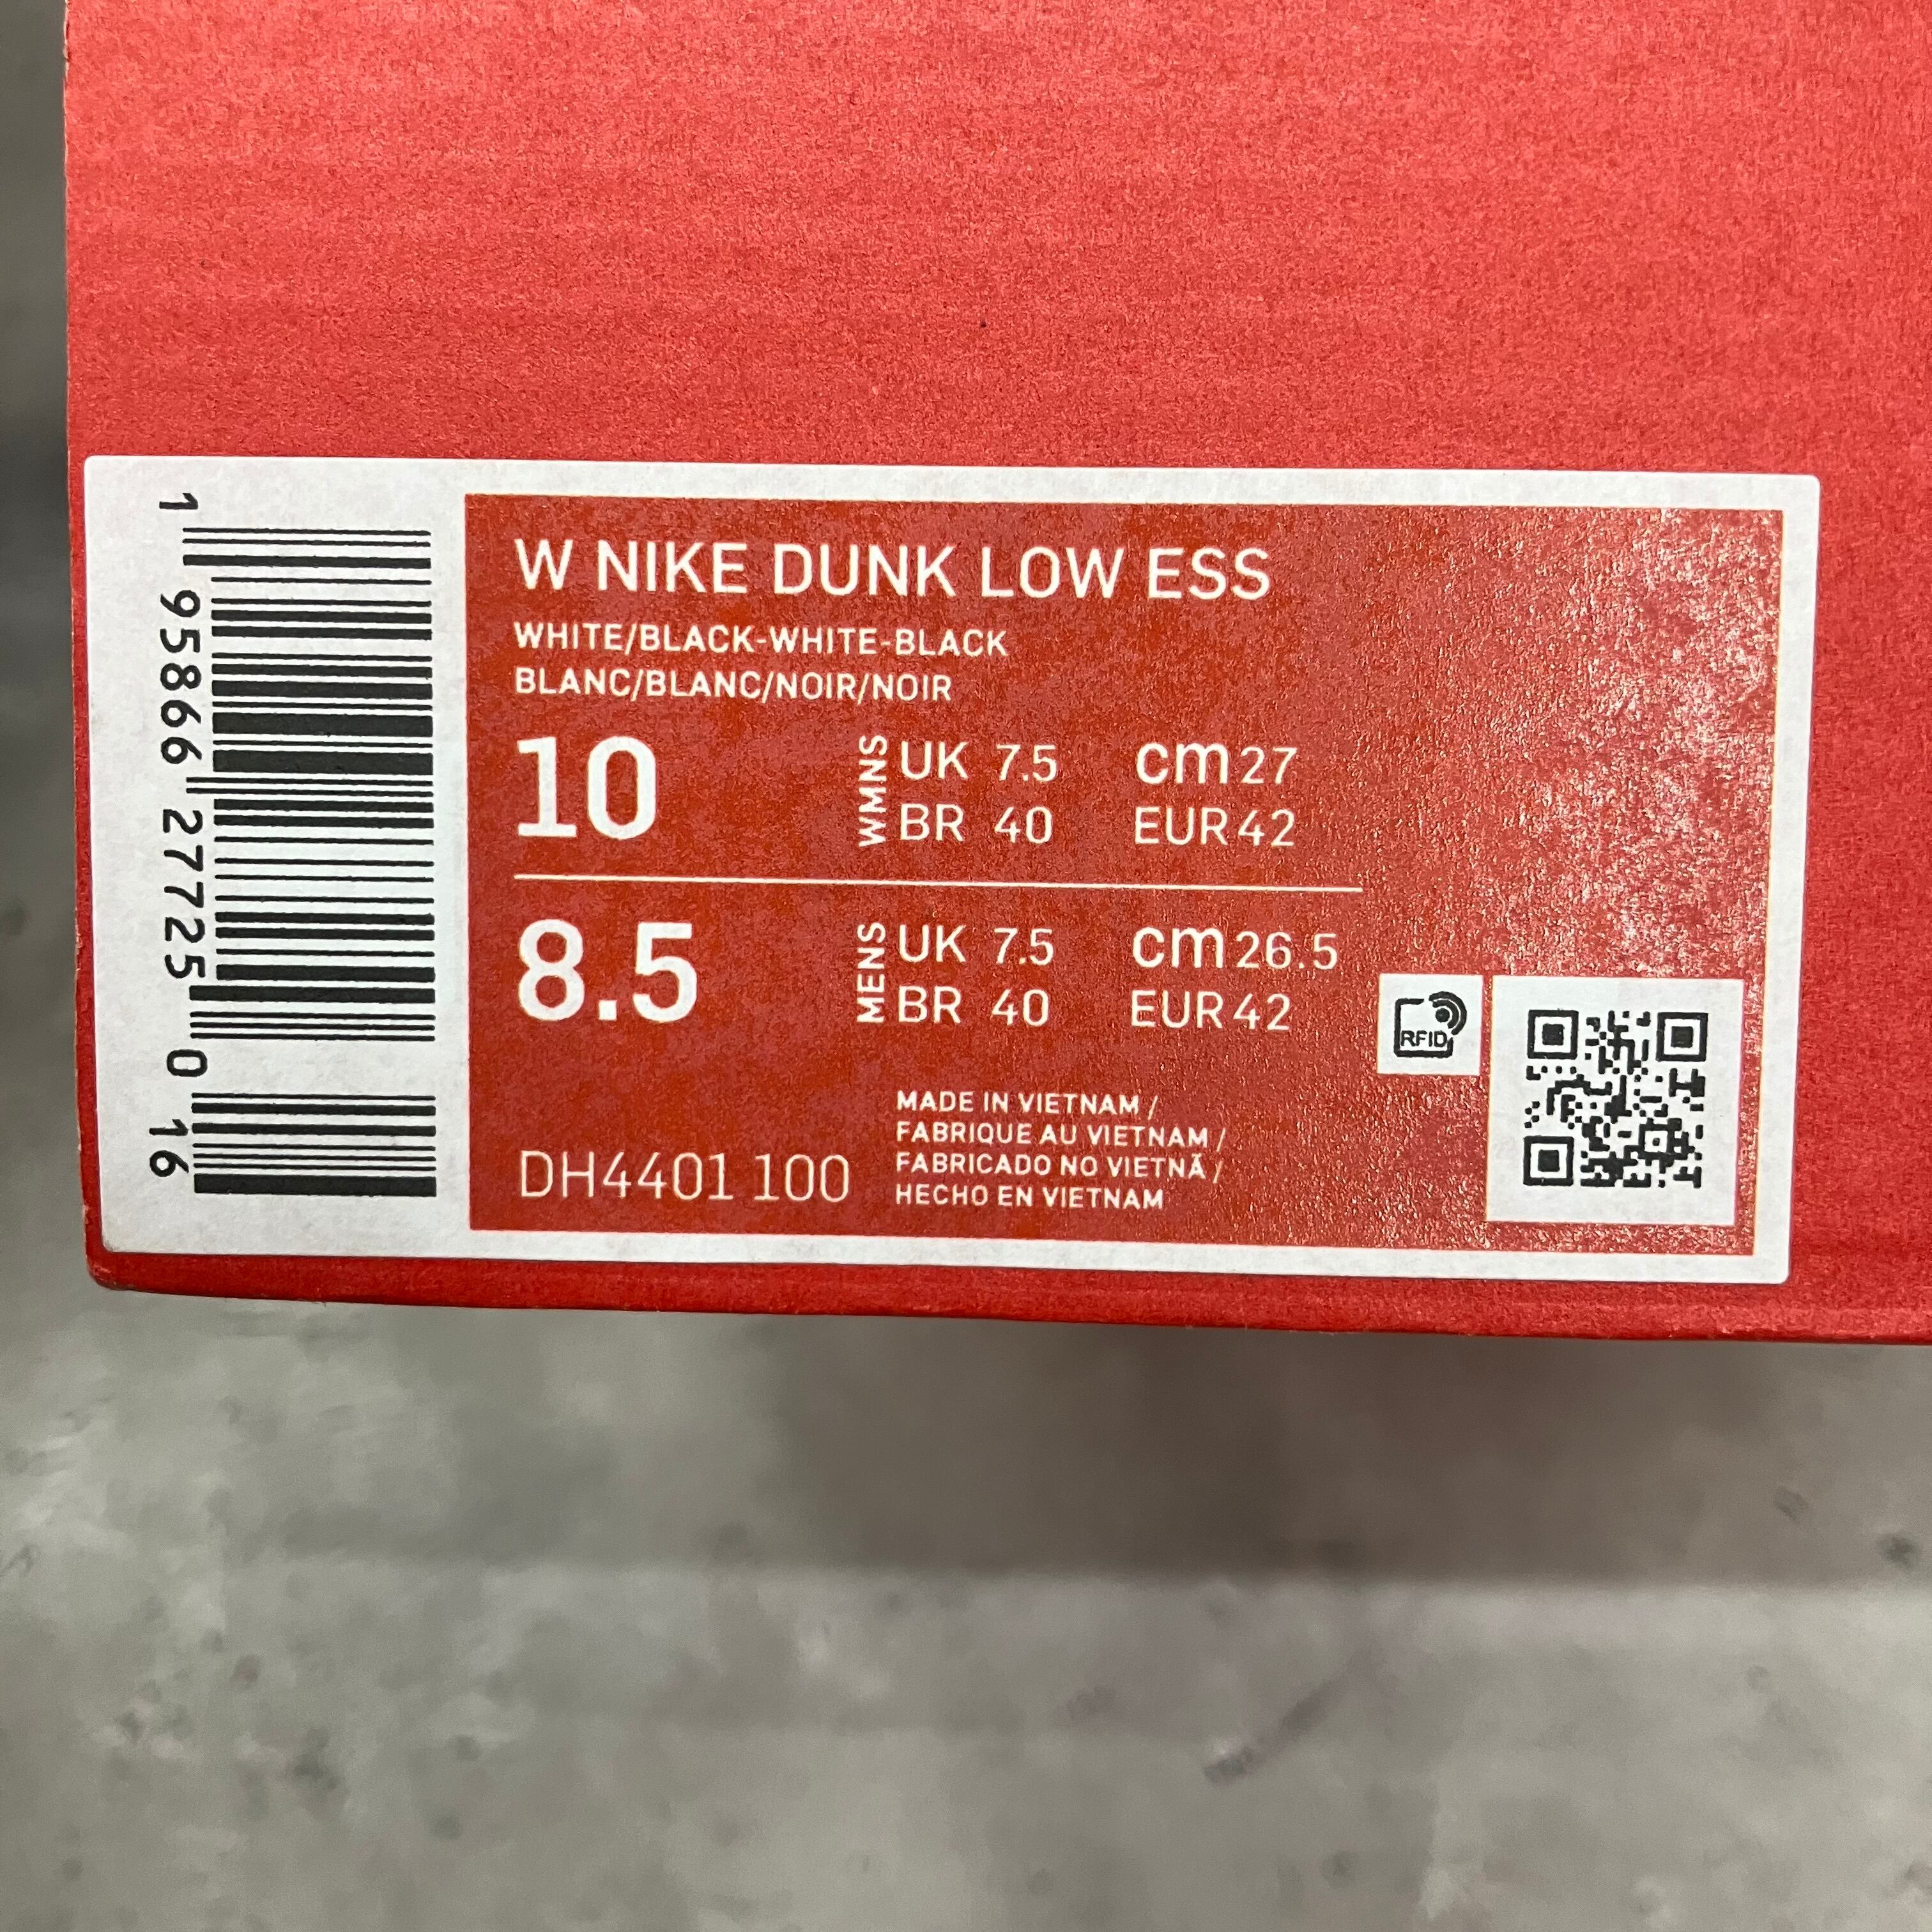 W NIKE DUNK LOW ESS
WHITE/BLACK-WHITE-BLACK
BLANC/BLANC/NOIR/NOIR
10 WMNS UK 7.5 cm 27
BR 40 EUR 42
8.5 MENS UK 7.5 cm 26.5
BR 40 EUR 42
RFID
DH4401 100
MADE IN VIETNAM /
FABRIQUE AU VIETNAM /
FABRICADO NO VIETNÃ /
HECHO EN VIETNAM
1 95866 27725 0 16